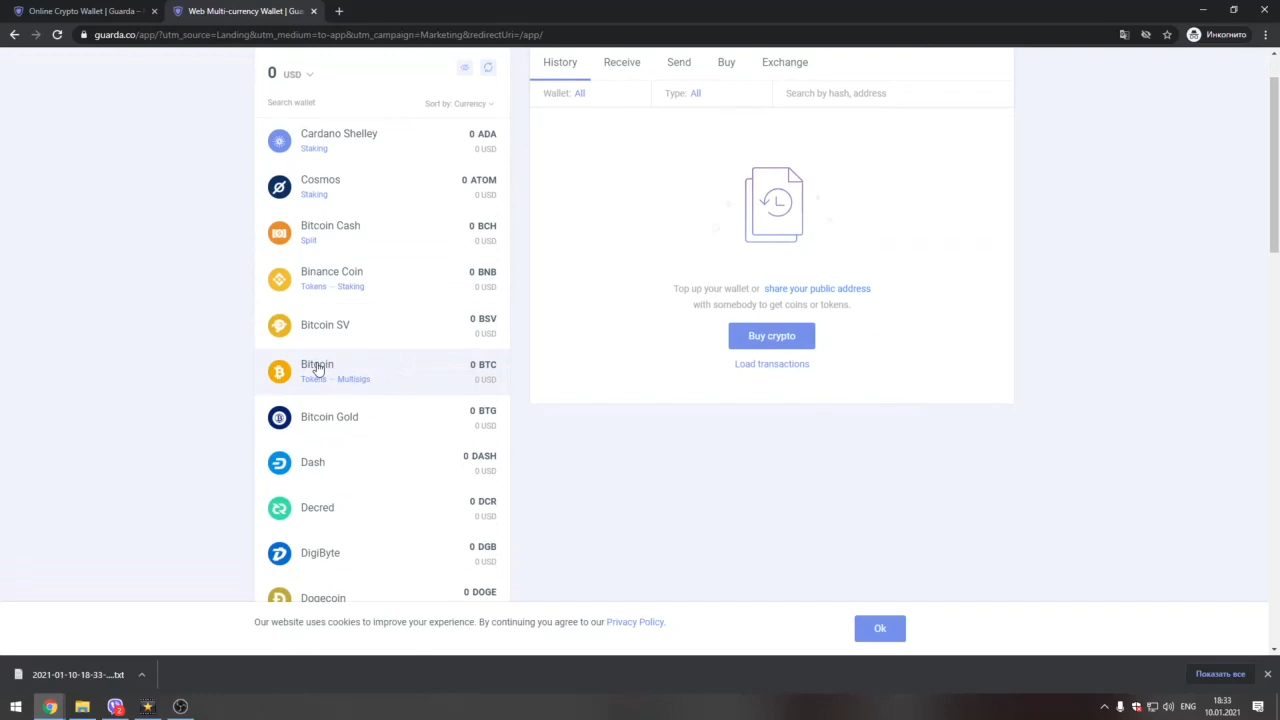 Online Crypto Wallet | Guarda —
Web Multi-currency Wallet | Gua
guarda.co/app/?utm_source=Landing&utm_medium=to-app&utm_campaign=Marketing&redirectUri=/app/
Инкогнито
0 USD
Search wallet
Sort by: Currency
Cardano Shelley
0 ADA
Staking
0 USD
Cosmos
0 ATOM
Staking
0 USD
Bitcoin Cash
0 BCH
Split
0 USD
Binance Coin
0 BNB
Tokens — Staking
0 USD
Bitcoin SV
0 BSV
0 USD
Bitcoin
0 BTC
Tokens — Multisigs
0 USD
Bitcoin Gold
0 BTG
0 USD
Dash
0 DASH
0 USD
Decred
0 DCR
0 USD
DigiByte
0 DGB
0 USD
Dogecoin
0 DOGE
History
Receive
Send
Buy
Exchange
Wallet: All
Type: All
Search by hash, address
Top up your wallet or share your public address
with somebody to get coins or tokens.
Buy crypto
Load transactions
Our website uses cookies to improve your experience. By continuing you agree to our Privacy Policy.
Ok
2021-01-10-18-33-....txt
Показать все
ENG
18:33
10.01.2021